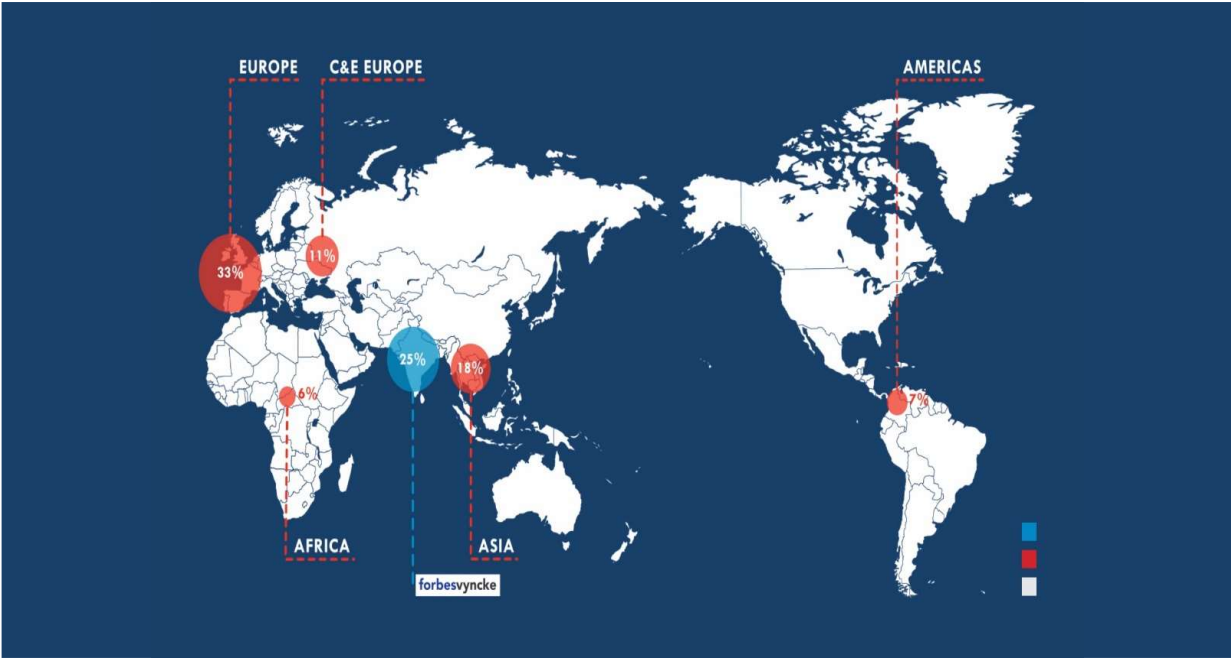 EUROPE
C&E EUROPE
AMERICAS
33%
11%
25%
18%
6%
7%
AFRICA
ASIA
forbesvyncke